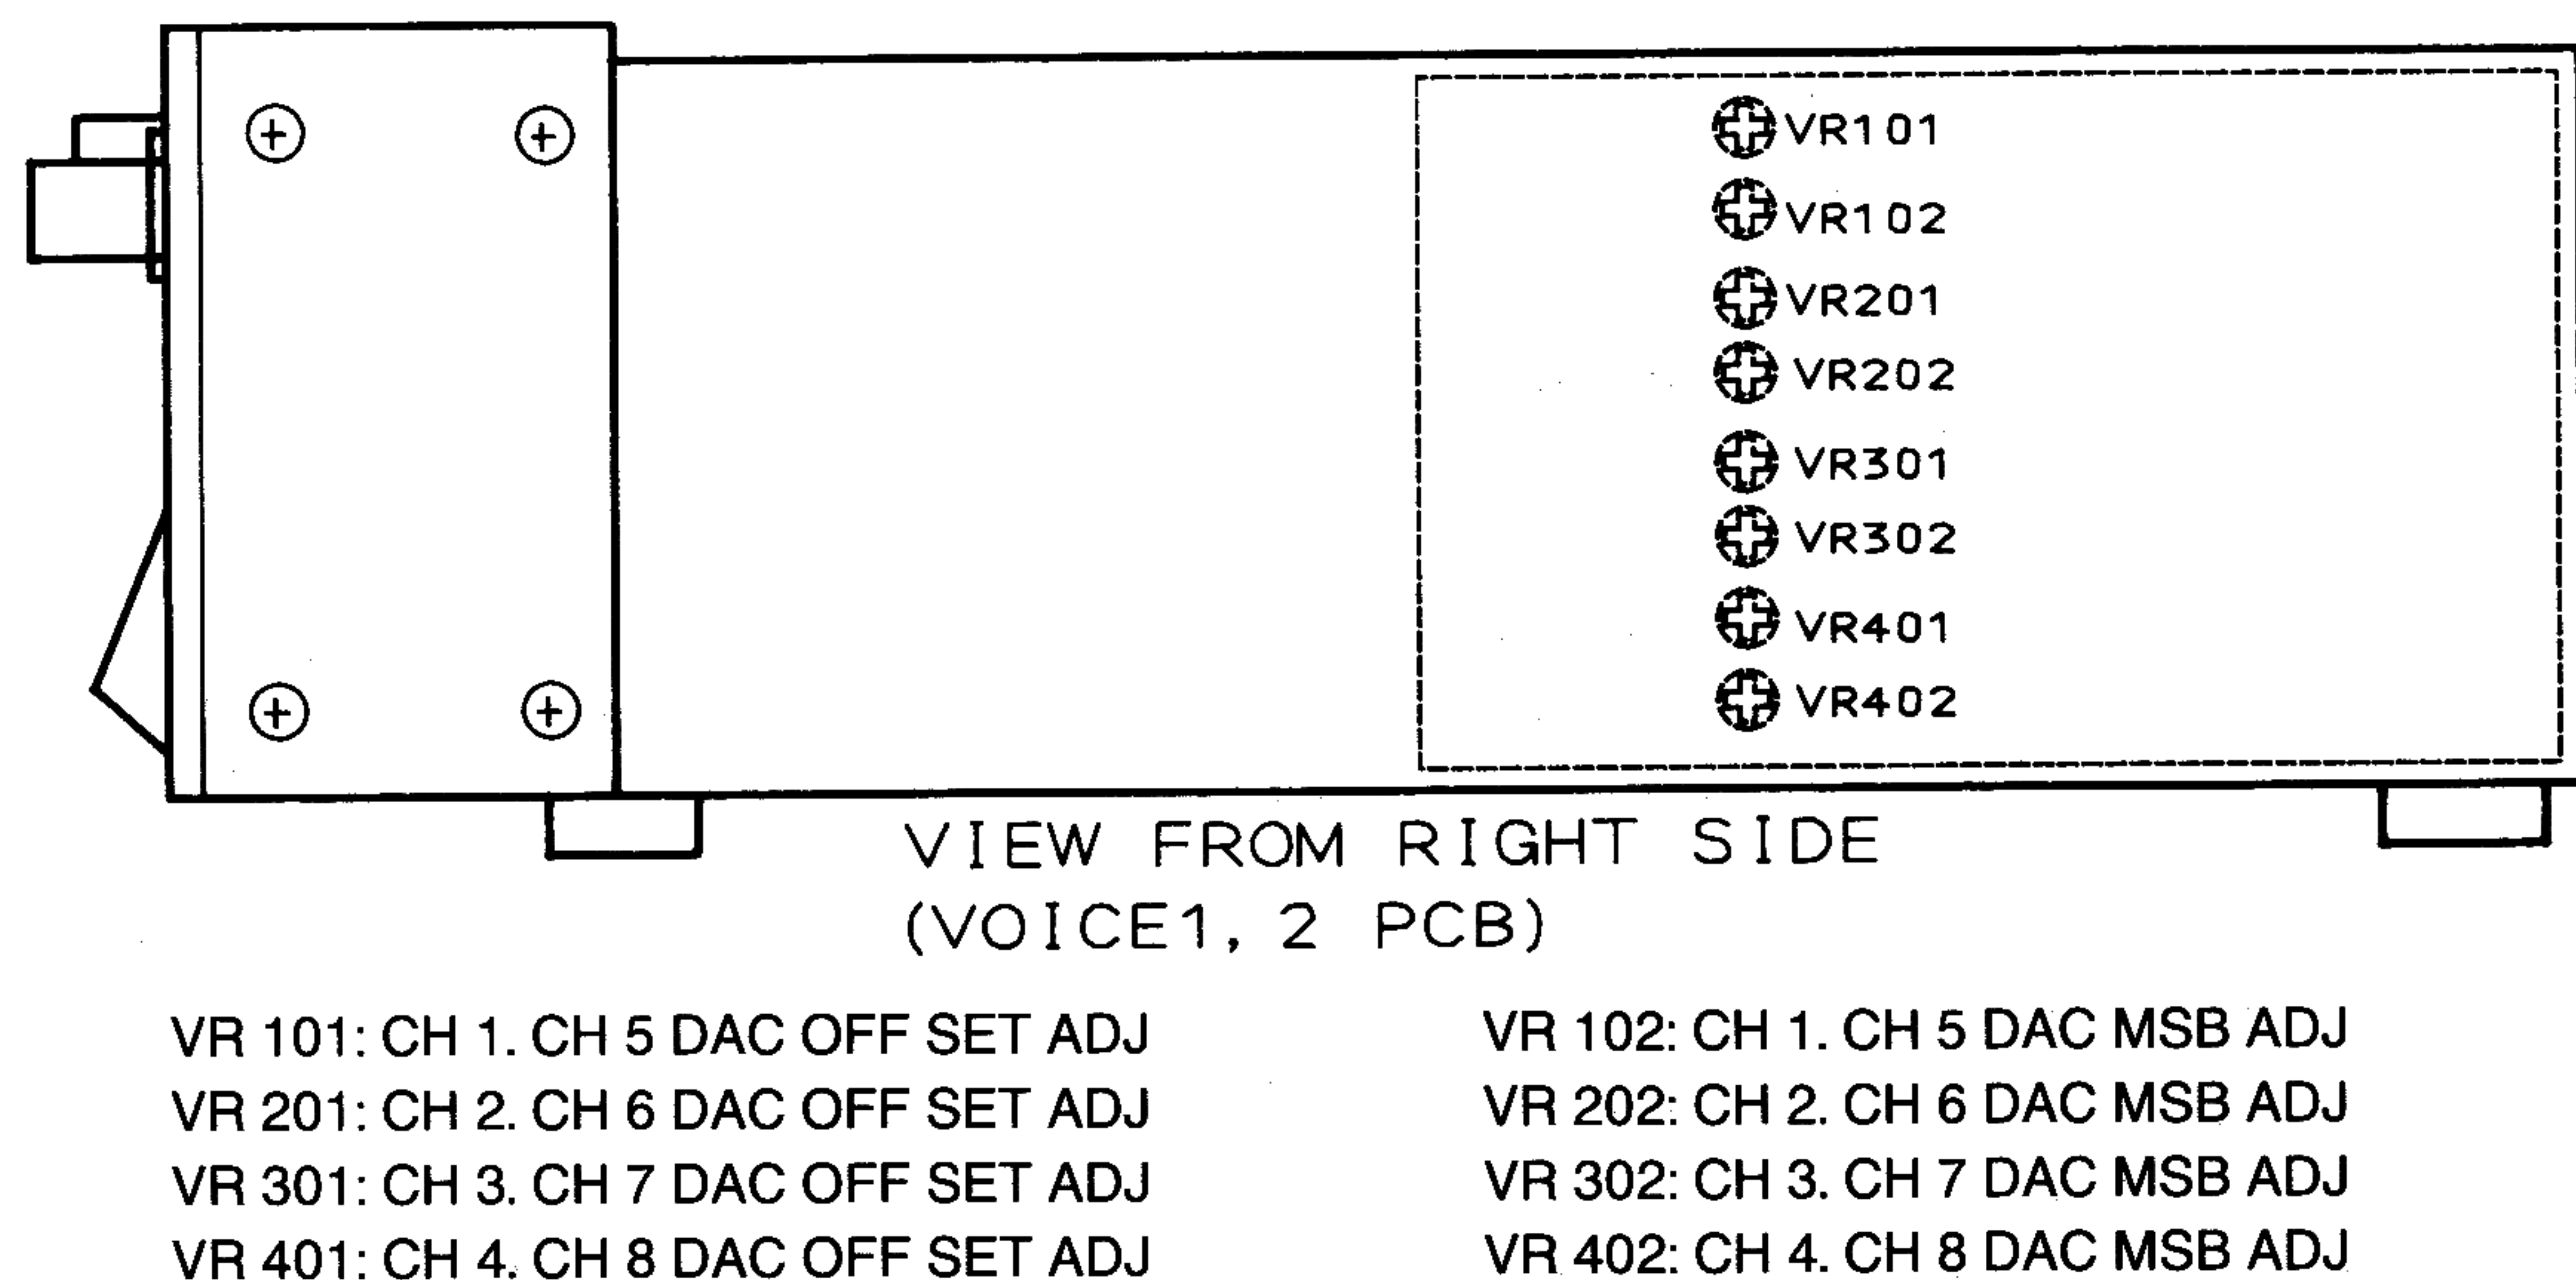 VR101
VR102
VR201
VR202
VR301
VR302
VR401
VR402
VIEW FROM RIGHT SIDE
(VOICE1, 2 PCB)
VR 101: CH 1. CH 5 DAC OFF SET ADJ
VR 201: CH 2. CH 6 DAC OFF SET ADJ
VR 301: CH 3. CH 7 DAC OFF SET ADJ
VR 401: CH 4. CH 8 DAC OFF SET ADJ
VR 102: CH 1. CH 5 DAC MSB ADJ
VR 202: CH 2. CH 6 DAC MSB ADJ
VR 302: CH 3. CH 7 DAC MSB ADJ
VR 402: CH 4. CH 8 DAC MSB ADJ